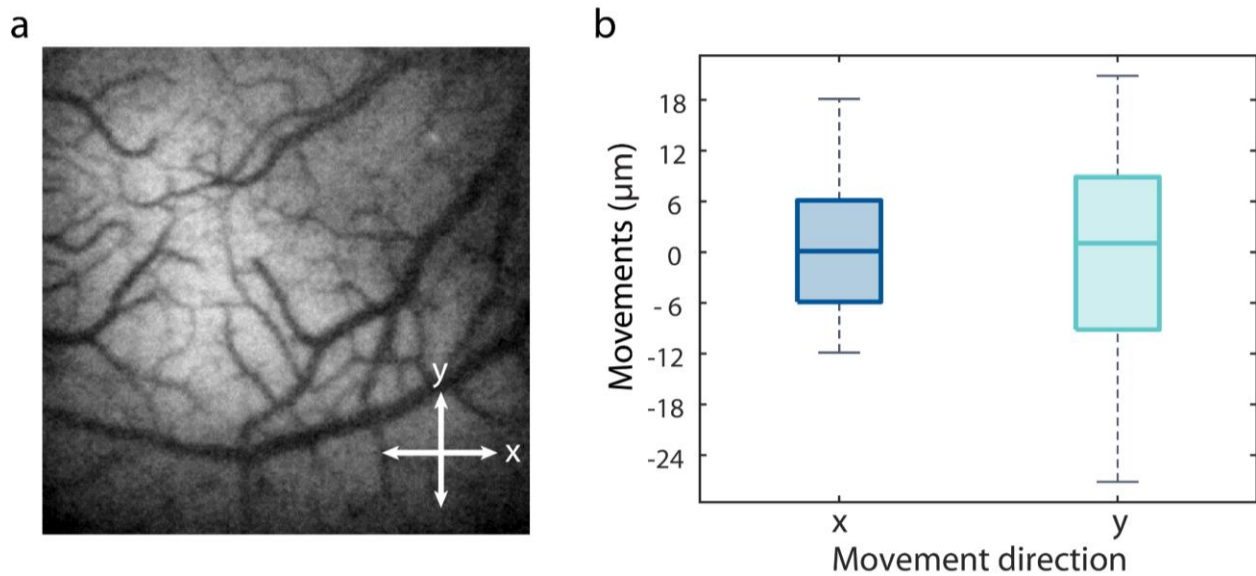 a
y
x
b
Movements (μm)
18
12
6
0
-6
-12
-18
-24
x
y
Movement direction